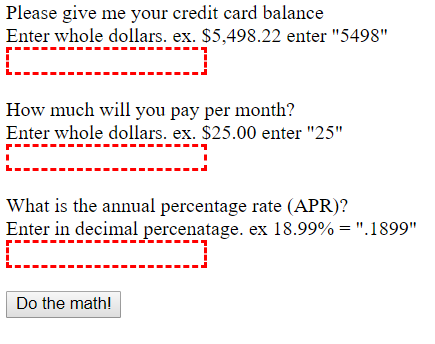 Please give me your credit card balance
Enter whole dollars. ex. $5,498.22 enter "5498"
How much will you pay per month?
Enter whole dollars. ex. $25.00 enter "25"
What is the annual percentage rate (APR)?
Enter in decimal percenatage. ex 18.99% = ".1899"
Do the math!